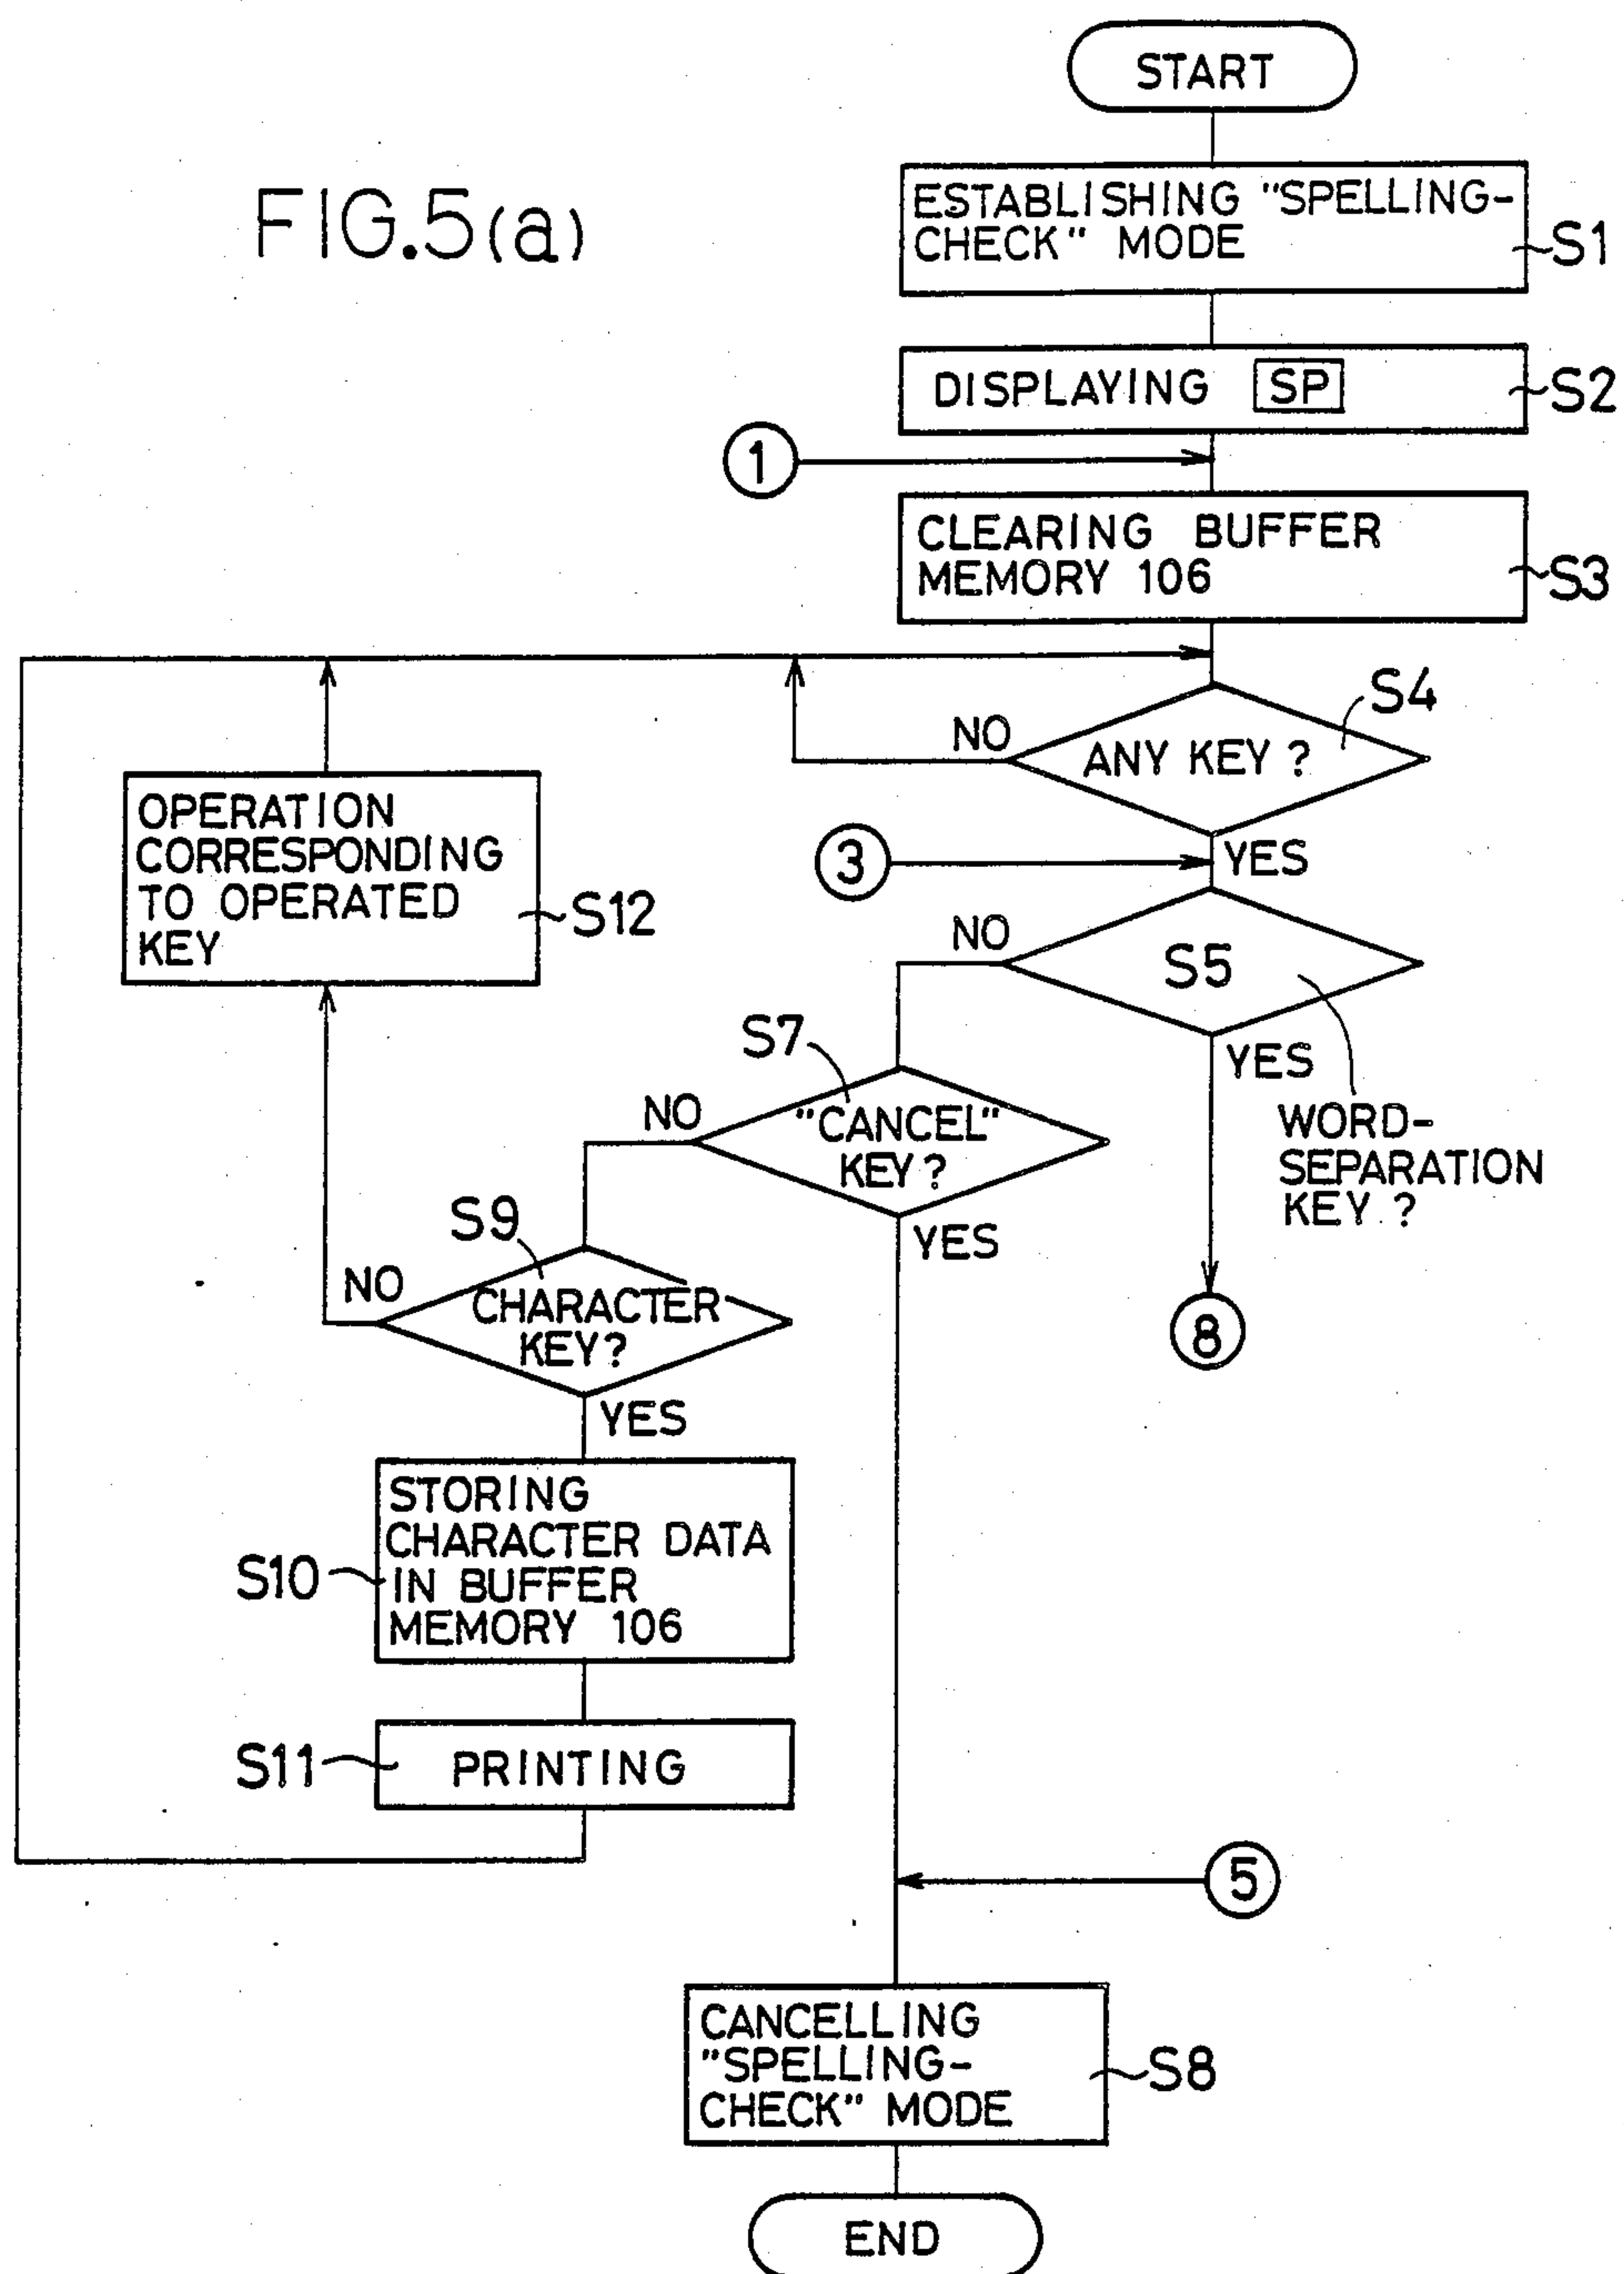 START
FIG.5(a)
ESTABLISHING "SPELLING-
CHECK" MODE
S1
DISPLAYING SP
S2
1
CLEARING BUFFER
MEMORY 106
S3
S4
NO
ANY KEY ?
YES
3
OPERATION
CORRESPONDING
TO OPERATED
KEY
S12
NO
S5
YES
WORD-
SEPARATION
KEY ?
8
S7
NO
"CANCEL"
KEY ?
YES
S9
NO
CHARACTER
KEY?
YES
STORING
CHARACTER DATA
IN BUFFER
MEMORY 106
S10
S11
PRINTING
5
CANCELLING
"SPELLING-
CHECK" MODE
S8
END